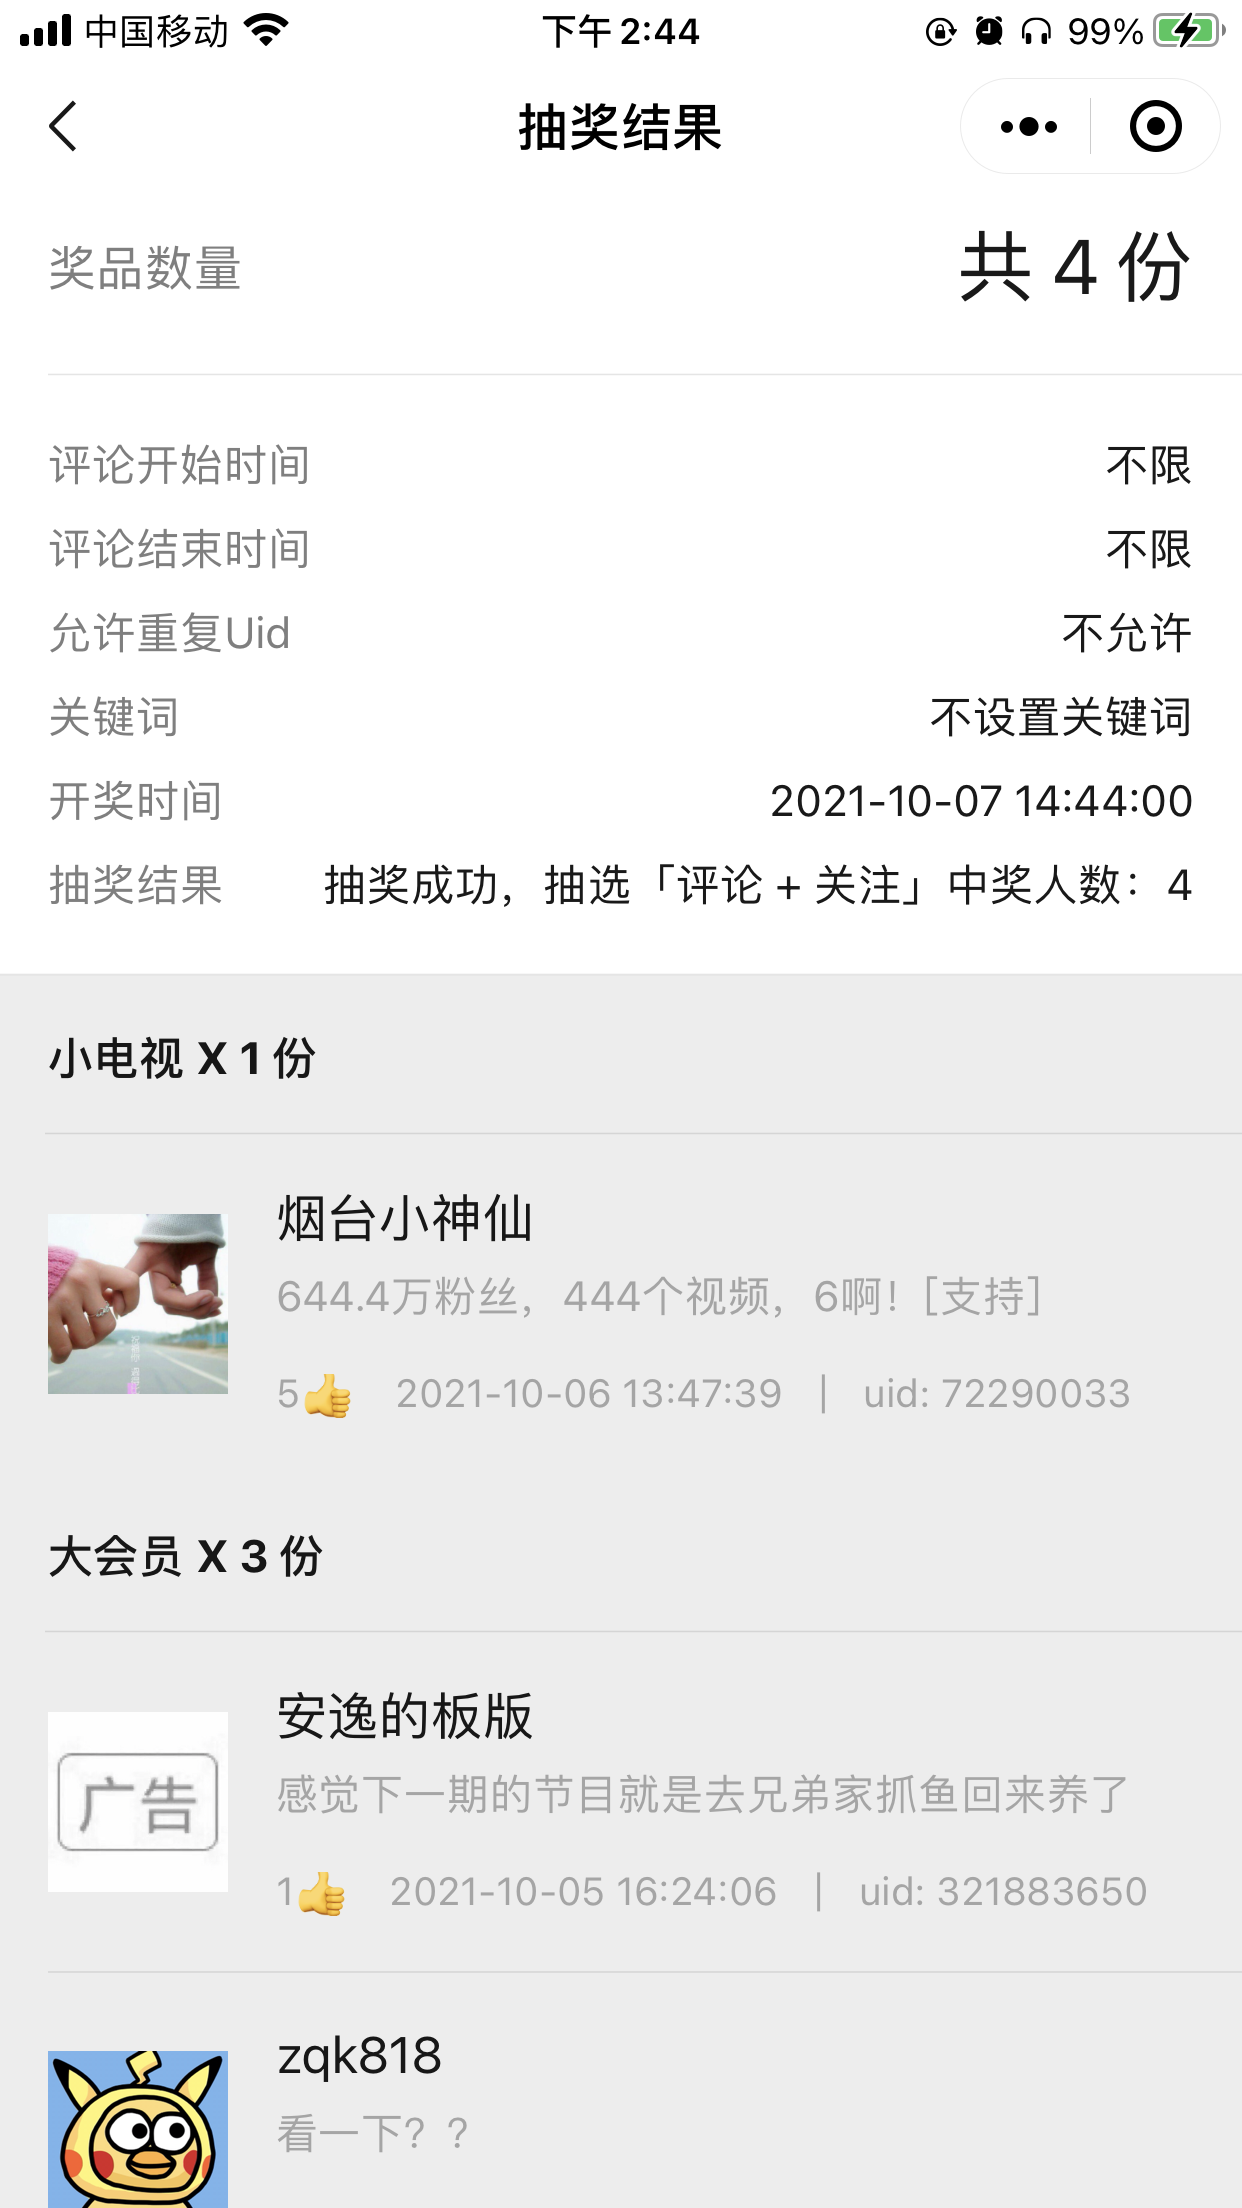 中国移动
下午 2:44
99%
抽奖结果
奖品数量
共 4 份
评论开始时间
不限
评论结束时间
不限
允许重复Uid
不允许
关键词
不设置关键词
开奖时间
2021-10-07 14:44:00
抽奖结果
抽奖成功，抽选「评论 + 关注」中奖人数：4
小电视 X 1 份
烟台小神仙
644.4万粉丝，444个视频，6啊！[支持]
5👍 2021-10-06 13:47:39 | uid: 72290033
大会员 X 3 份
广告
安逸的板版
感觉下一期的节目就是去兄弟家抓鱼回来养了
1👍 2021-10-05 16:24:06 | uid: 321883650
zqk818
看一下？？